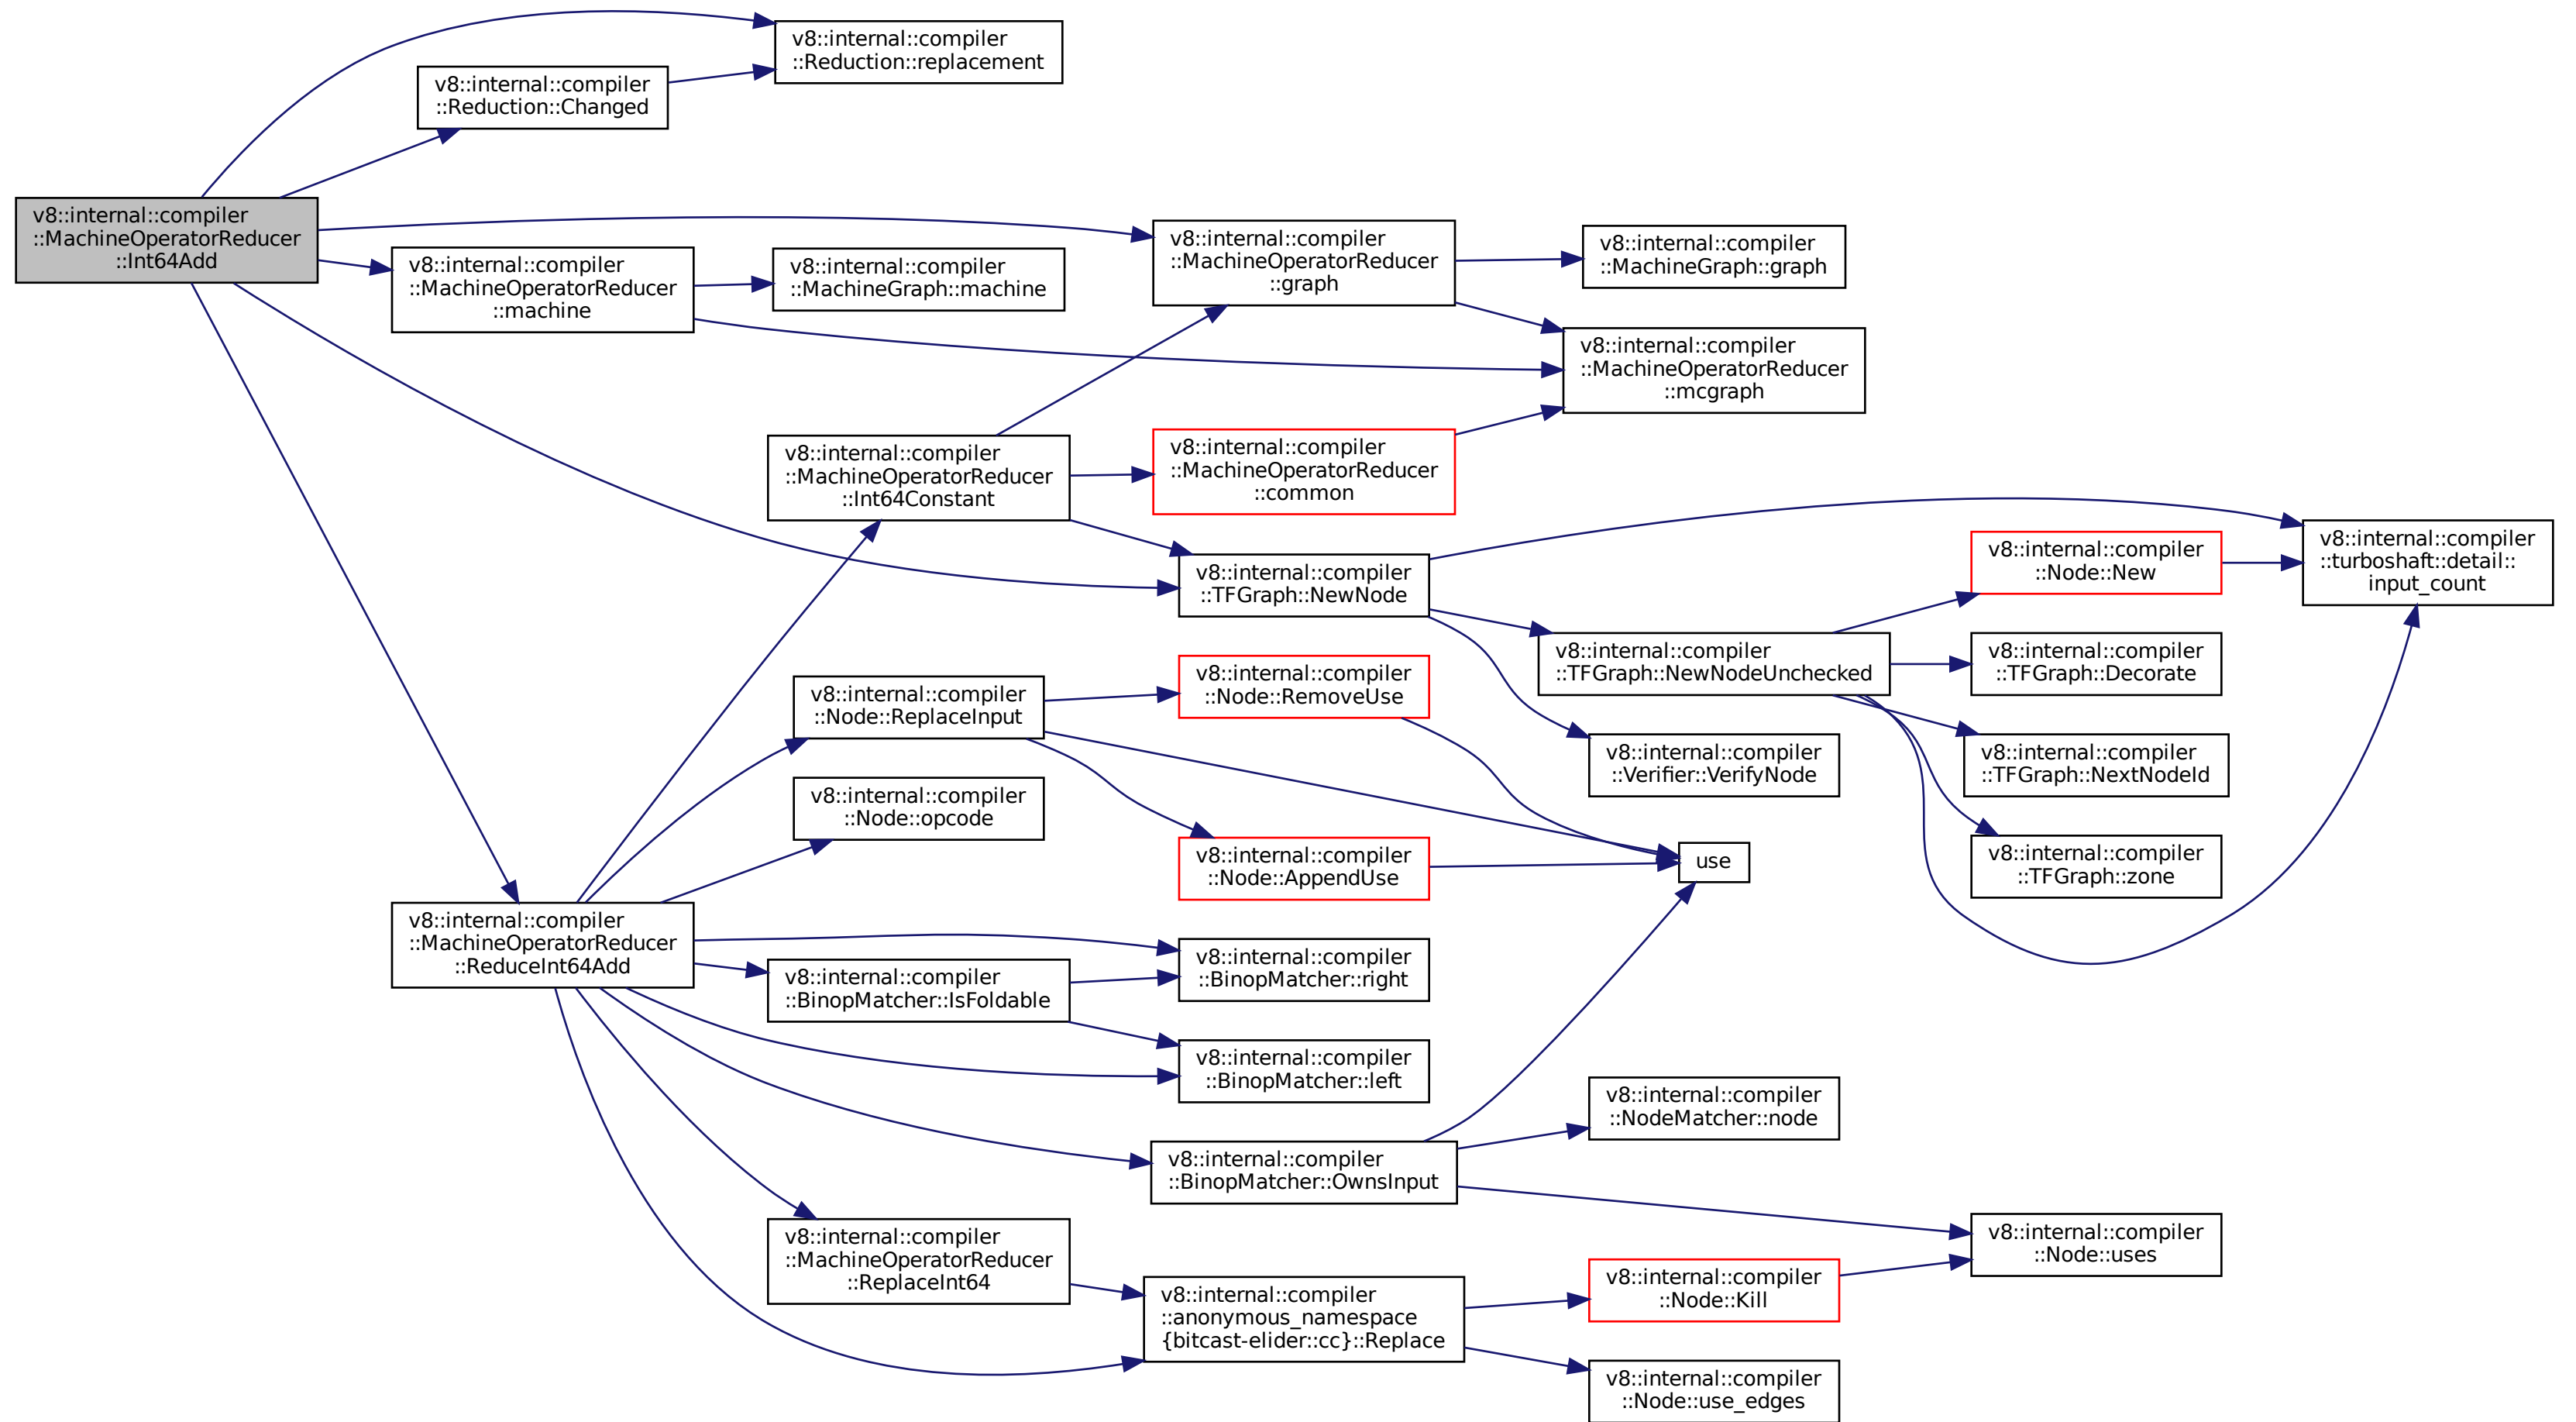 v8::internal::compiler
::Reduction::replacement
v8::internal::compiler
::Reduction::Changed
v8::internal::compiler
::MachineOperatorReducer
::Int64Add
v8::internal::compiler
::MachineOperatorReducer
::machine
v8::internal::compiler
::MachineGraph::machine
v8::internal::compiler
::MachineOperatorReducer
::graph
v8::internal::compiler
::MachineGraph::graph
v8::internal::compiler
::MachineOperatorReducer
::mcgraph
v8::internal::compiler
::MachineOperatorReducer
::Int64Constant
v8::internal::compiler
::MachineOperatorReducer
::common
v8::internal::compiler
::TFGraph::NewNode
v8::internal::compiler
::Node::New
v8::internal::compiler
::turboshaft::detail::
input_count
v8::internal::compiler
::TFGraph::NewNodeUnchecked
v8::internal::compiler
::TFGraph::Decorate
v8::internal::compiler
::Node::ReplaceInput
v8::internal::compiler
::Node::RemoveUse
v8::internal::compiler
::Verifier::VerifyNode
v8::internal::compiler
::TFGraph::NextNodeId
v8::internal::compiler
::Node::opcode
v8::internal::compiler
::Node::AppendUse
use
v8::internal::compiler
::TFGraph::zone
v8::internal::compiler
::MachineOperatorReducer
::ReduceInt64Add
v8::internal::compiler
::BinopMatcher::IsFoldable
v8::internal::compiler
::BinopMatcher::right
v8::internal::compiler
::BinopMatcher::left
v8::internal::compiler
::BinopMatcher::OwnsInput
v8::internal::compiler
::NodeMatcher::node
v8::internal::compiler
::Node::uses
v8::internal::compiler
::MachineOperatorReducer
::ReplaceInt64
v8::internal::compiler
::anonymous_namespace
{bitcast-elider::cc}::Replace
v8::internal::compiler
::Node::Kill
v8::internal::compiler
::Node::use_edges